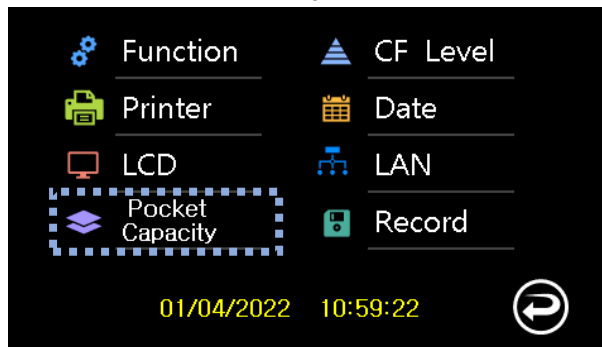 Function
CF Level
Printer
Date
LCD
LAN
Pocket
Capacity
Record
01/04/2022 10:59:22